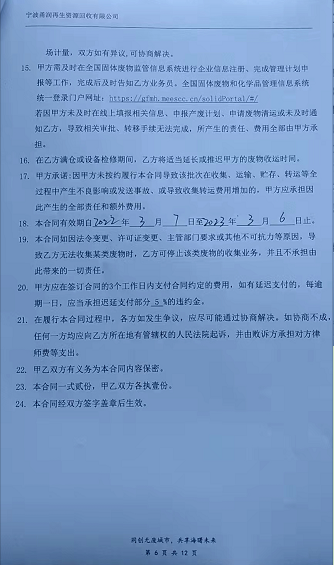 宁波甬润再生资源回收有限公司
场计量，双方如有异议，可协商解决。
15. 甲方需及时在全国固体废物监管信息系统进行企业信息注册、完成管理计划申
报等工作，完成后及时告知乙方业务员。全国固体废物和化学品管理信息系统
统一登录门户网址：https://gfmh.meescc.cn/solidPortal/#/
若因甲方未及时在线上填报相关信息、申报产废计划、申请废物清运或未及时通
知乙方，导致相关审批、转移手续无法完成，所产生的责任、费用全部由甲方承
担。
16. 在乙方满仓或设备检修期间，乙方将适当延长或推迟甲方的废物收运时间。
17. 甲方承诺:因甲方未按约履行本合同导致该批次在收集、运输、贮存、转运等全
过程中产生不良影响或发送事故、或导致收集转运费用增加的，甲方应承担因
此产生的全部责任和额外费用。
18. 本合同有效期自2022年 3 月 7 日至2023年 3 月 6 日止。
19. 本合同如因法令变更、许可证变更、主管部门要求或其他不可抗力等原因，导
致乙方无法收集某类废物时，乙方可停止该类废物的收集业务，并且不承担由
此带来的一切责任。
20. 甲方应在签订合同的3个工作日内支付合同约定的费用，如有延迟支付的，每逾
期一日，应当承担迟延支付部分 5 %的违约金。
21. 在履行本合同过程中，各方如发生争议，应尽可能通过协商解决。如协商不成，
任何一方均应向乙方所在地有管辖权的人民法院起诉，并由败诉方承担对方律
师费等支出。
22. 甲乙双方有义务为本合同内容保密。
23. 本合同一式贰份，甲乙双方各执壹份。
24. 本合同经双方签字盖章后生效。
同创无废城市，共享海曙未来
第 6 页 共 12 页